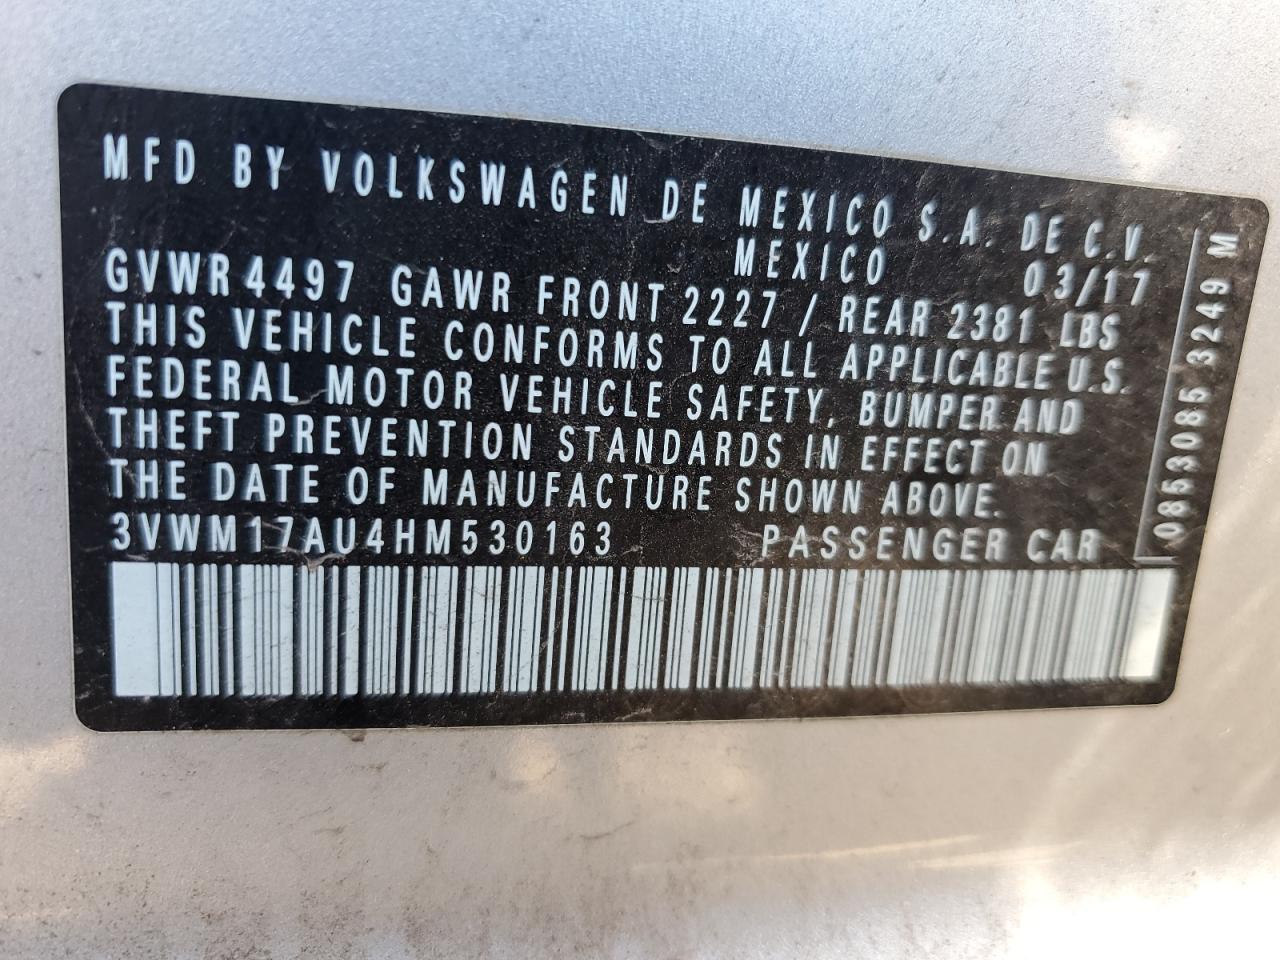 MFD BY VOLKSWAGEN DE MEXICO S.A. DE C.V.
MEXICO 03/17
GVWR 4497 GAWR FRONT 2227 / REAR 2381 LBS
THIS VEHICLE CONFORMS TO ALL APPLICABLE U.S.
FEDERAL MOTOR VEHICLE SAFETY, BUMPER AND
THEFT PREVENTION STANDARDS IN EFFECT ON
THE DATE OF MANUFACTURE SHOWN ABOVE.
3VWM17AU4HM530163 PASSENGER CAR
0853085 3249 M